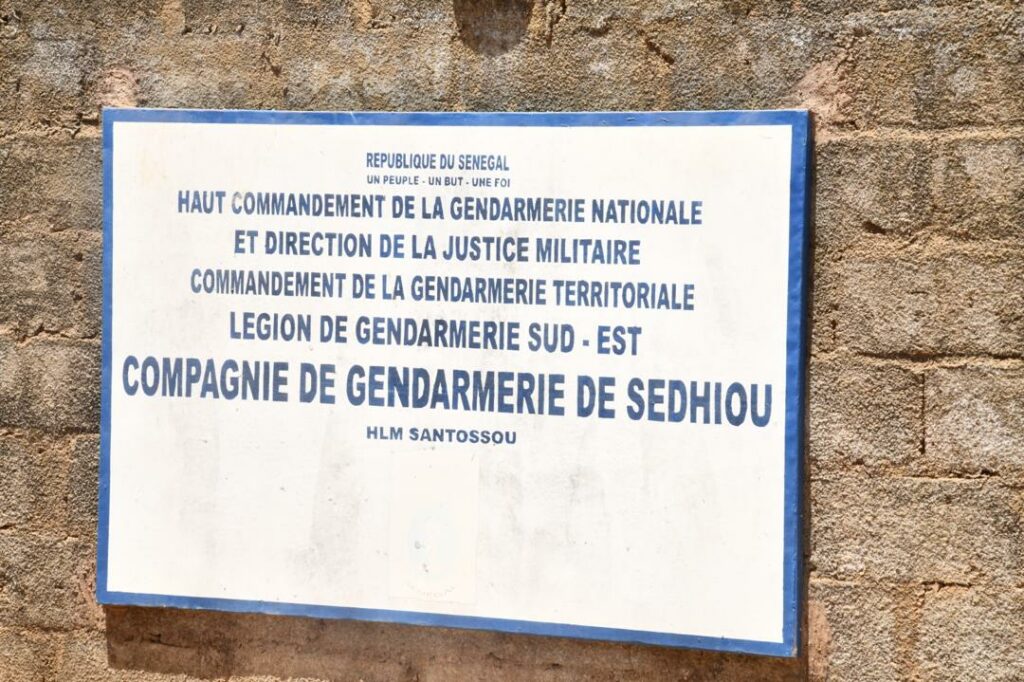 REPUBLIQUE DU SENEGAL
UN PEUPLE - UN BUT - UNE FOI
HAUT COMMANDEMENT DE LA GENDARMERIE NATIONALE
ET DIRECTION DE LA JUSTICE MILITAIRE
COMMANDEMENT DE LA GENDARMERIE TERRITORIALE
LEGION DE GENDARMERIE SUD - EST
COMPAGNIE DE GENDARMERIE DE SEDHIOU
HLM SANTOSSOU